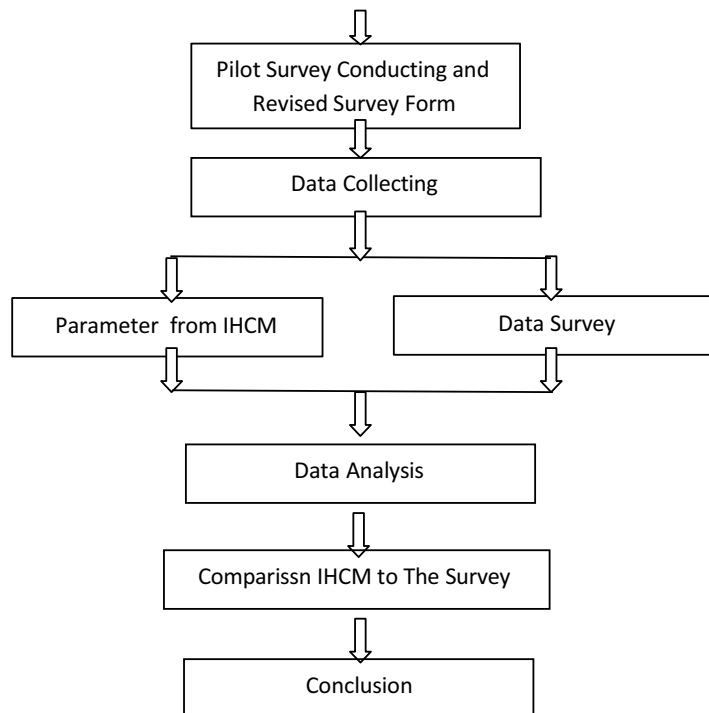 Pilot Survey Conducting and
Revised Survey Form
Data Collecting
Parameter from IHCM
Data Survey
Data Analysis
Comparissn IHCM to The Survey
Conclusion